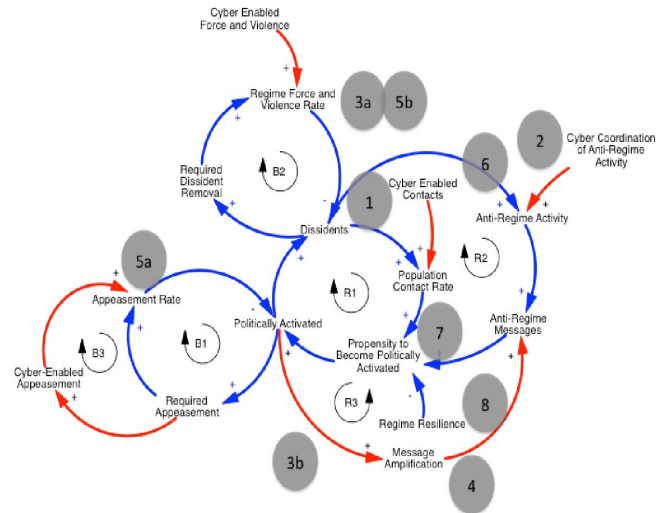 Cyber Enabled
Force and Violence
+
Regime Force and
Violence Rate
3a
5b
2
Cyber Coordination
of Anti-Regime
Activity
+
B2
6
Required
Dissident
Removal
+
-
1
Cyber Enabled
Contacts
+
+
Anti-Regime Activity
Dissidents
R2
5a
+
+
+
+
Appeasement Rate
R1
Population
Contact Rate
+
+
-
Politically Activated
+
7
Anti-Regime
Messages
B3
B1
+
Propensity to
Become Politically
Activated
+
+
Cyber-Enabled
Appeasement
+
+
R3
-
8
Required
Appeasement
Regime Resilience
3b
+
Message
Amplification
4